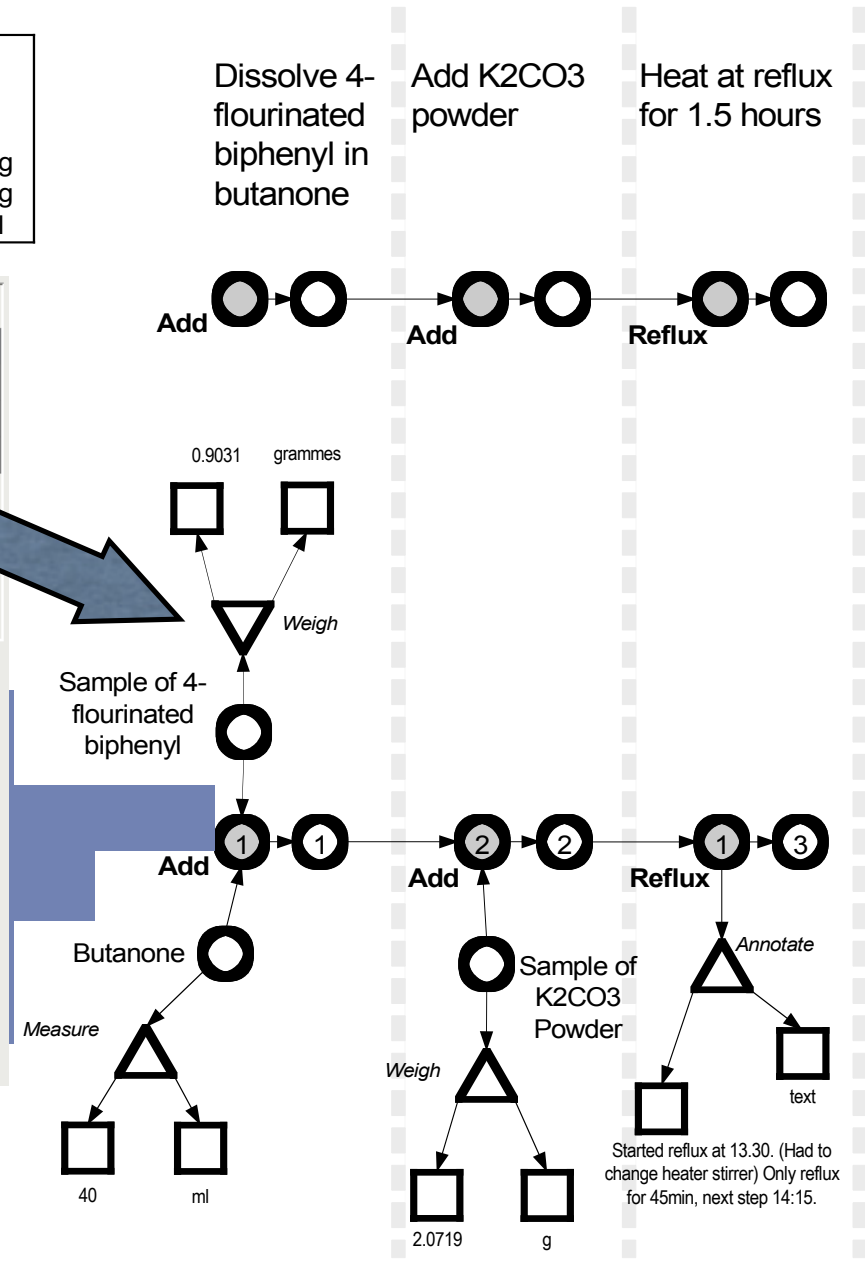 g
g
l
Dissolve 4-
flourinated
biphenyl in
butanone
Add K2CO3
powder
Heat at reflux
for 1.5 hours
Add
Add
Reflux
0.9031
grammes
Weigh
Sample of 4-
flourinated
biphenyl
1
1
2
2
1
3
Add
Add
Reflux
Butanone
Sample of
K2CO3
Powder
Annotate
Measure
Weigh
text
40
ml
Started reflux at 13.30. (Had to
change heater stirrer) Only reflux
for 45min, next step 14:15.
2.0719
g